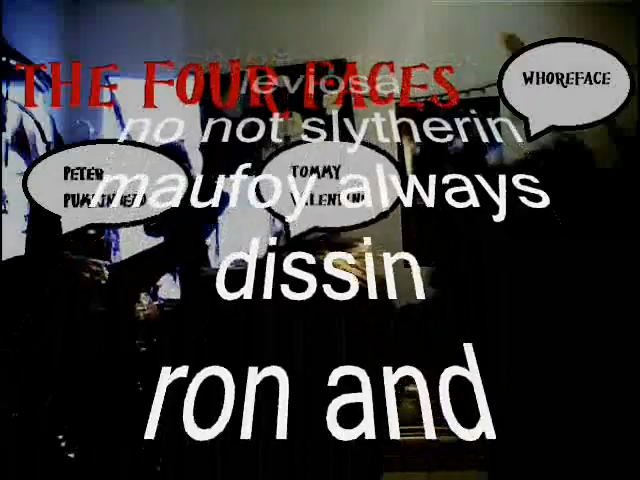 THE FOUR FACES
leviosa
WHOREFACE
no not slytherin
PETER
TOMMY
maufoy always
dissin
ron and